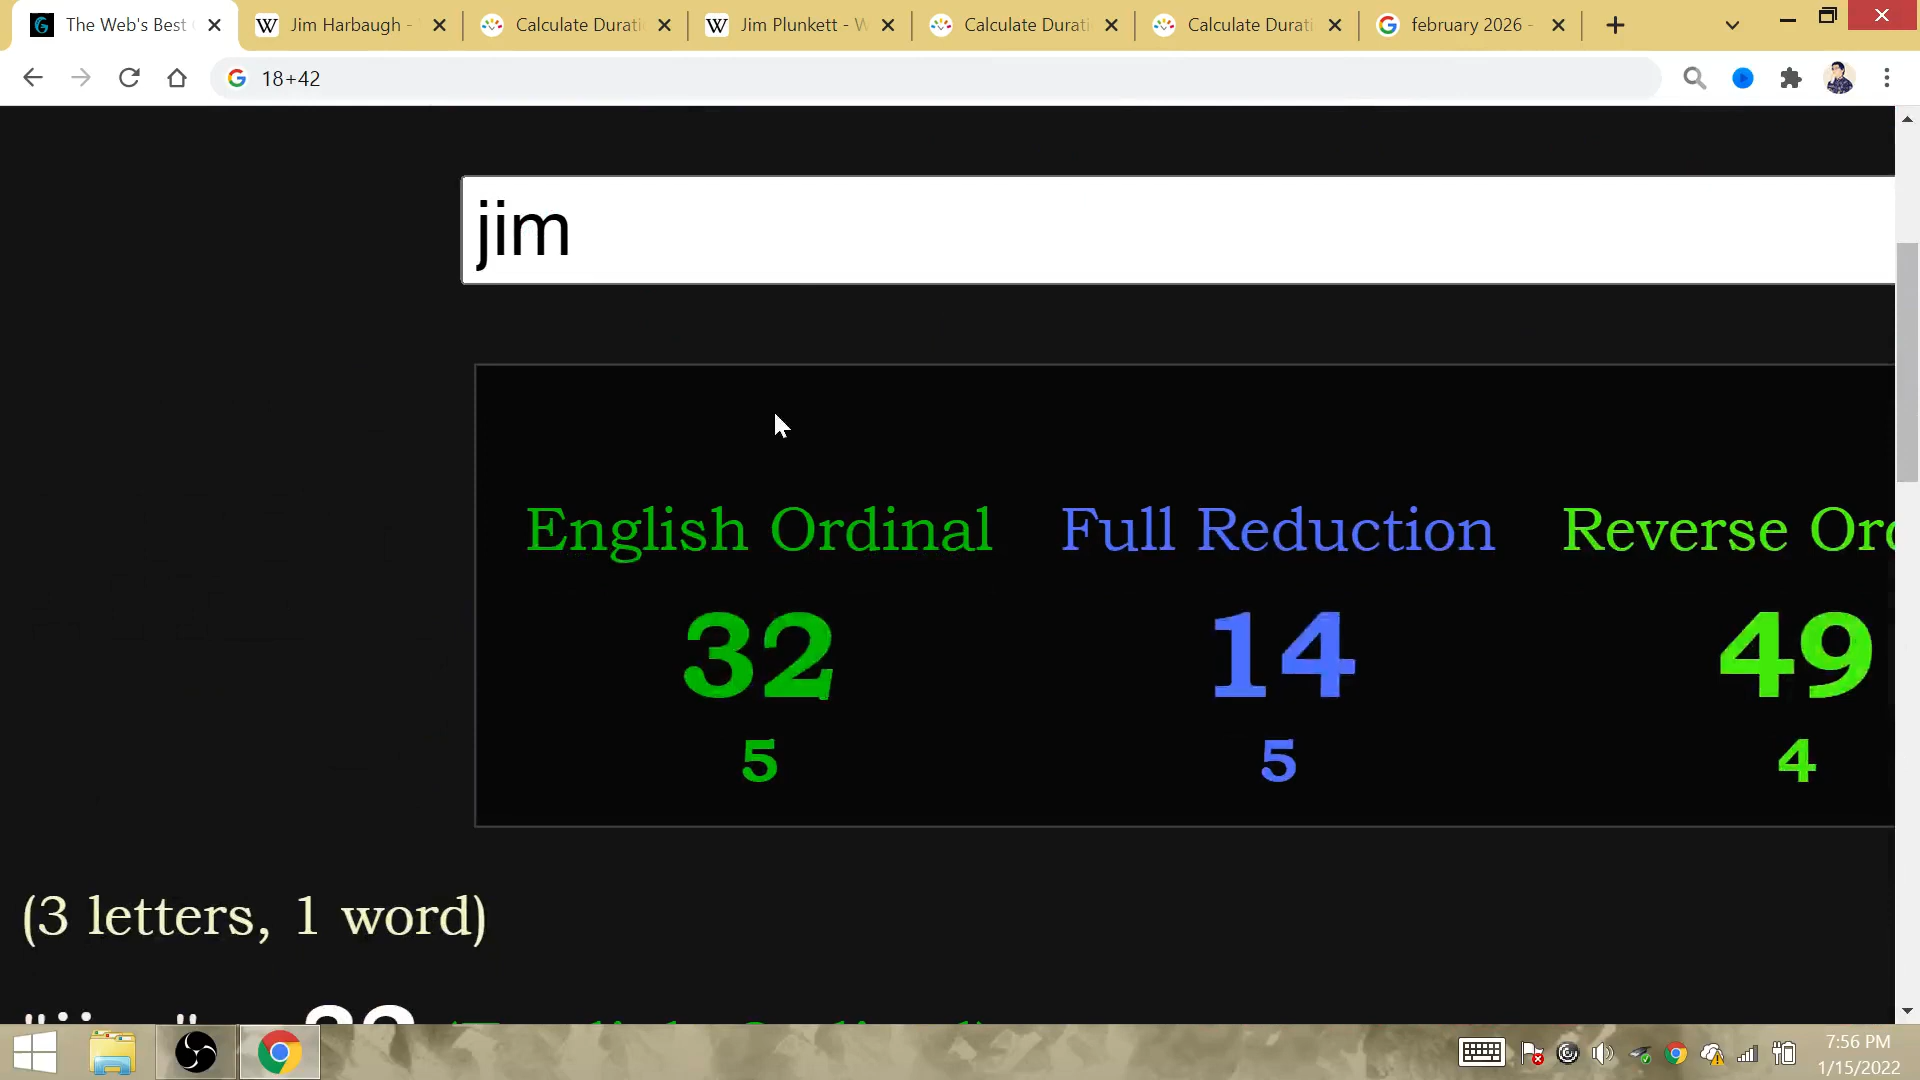 The Web's Best
Jim Harbaugh -
Calculate Durati
Jim Plunkett - W
Calculate Durati
Calculate Durati
february 2026 -
18+42
jim
English Ordinal
Full Reduction
Reverse Ord
32
14
49
5
5
4
(3 letters, 1 word)
7:56 PM
1/15/2022